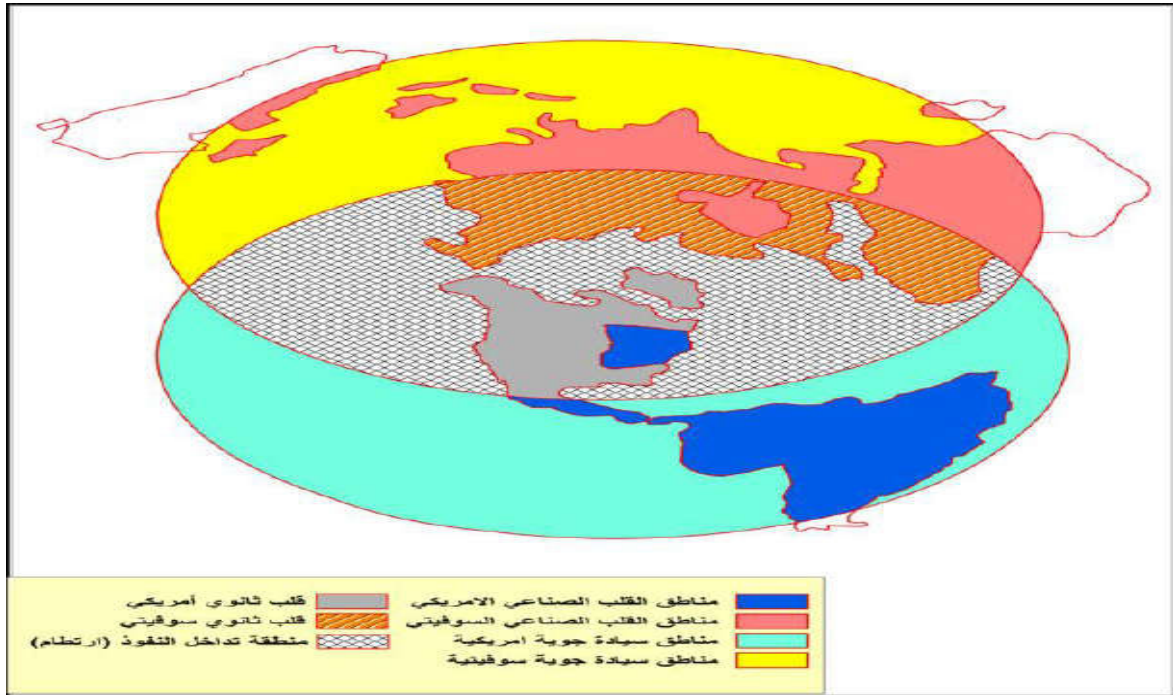 مناطق القلب الصناعي الامريكي
مناطق القلب الصناعي السوفيتي
مناطق سيادة جوية امريكية
مناطق سيادة جوية سوفيتية
قلب ثانوي أمريكي
قلب ثانوي سوفيتي
منطقة تداخل النفوذ (ارتطام)